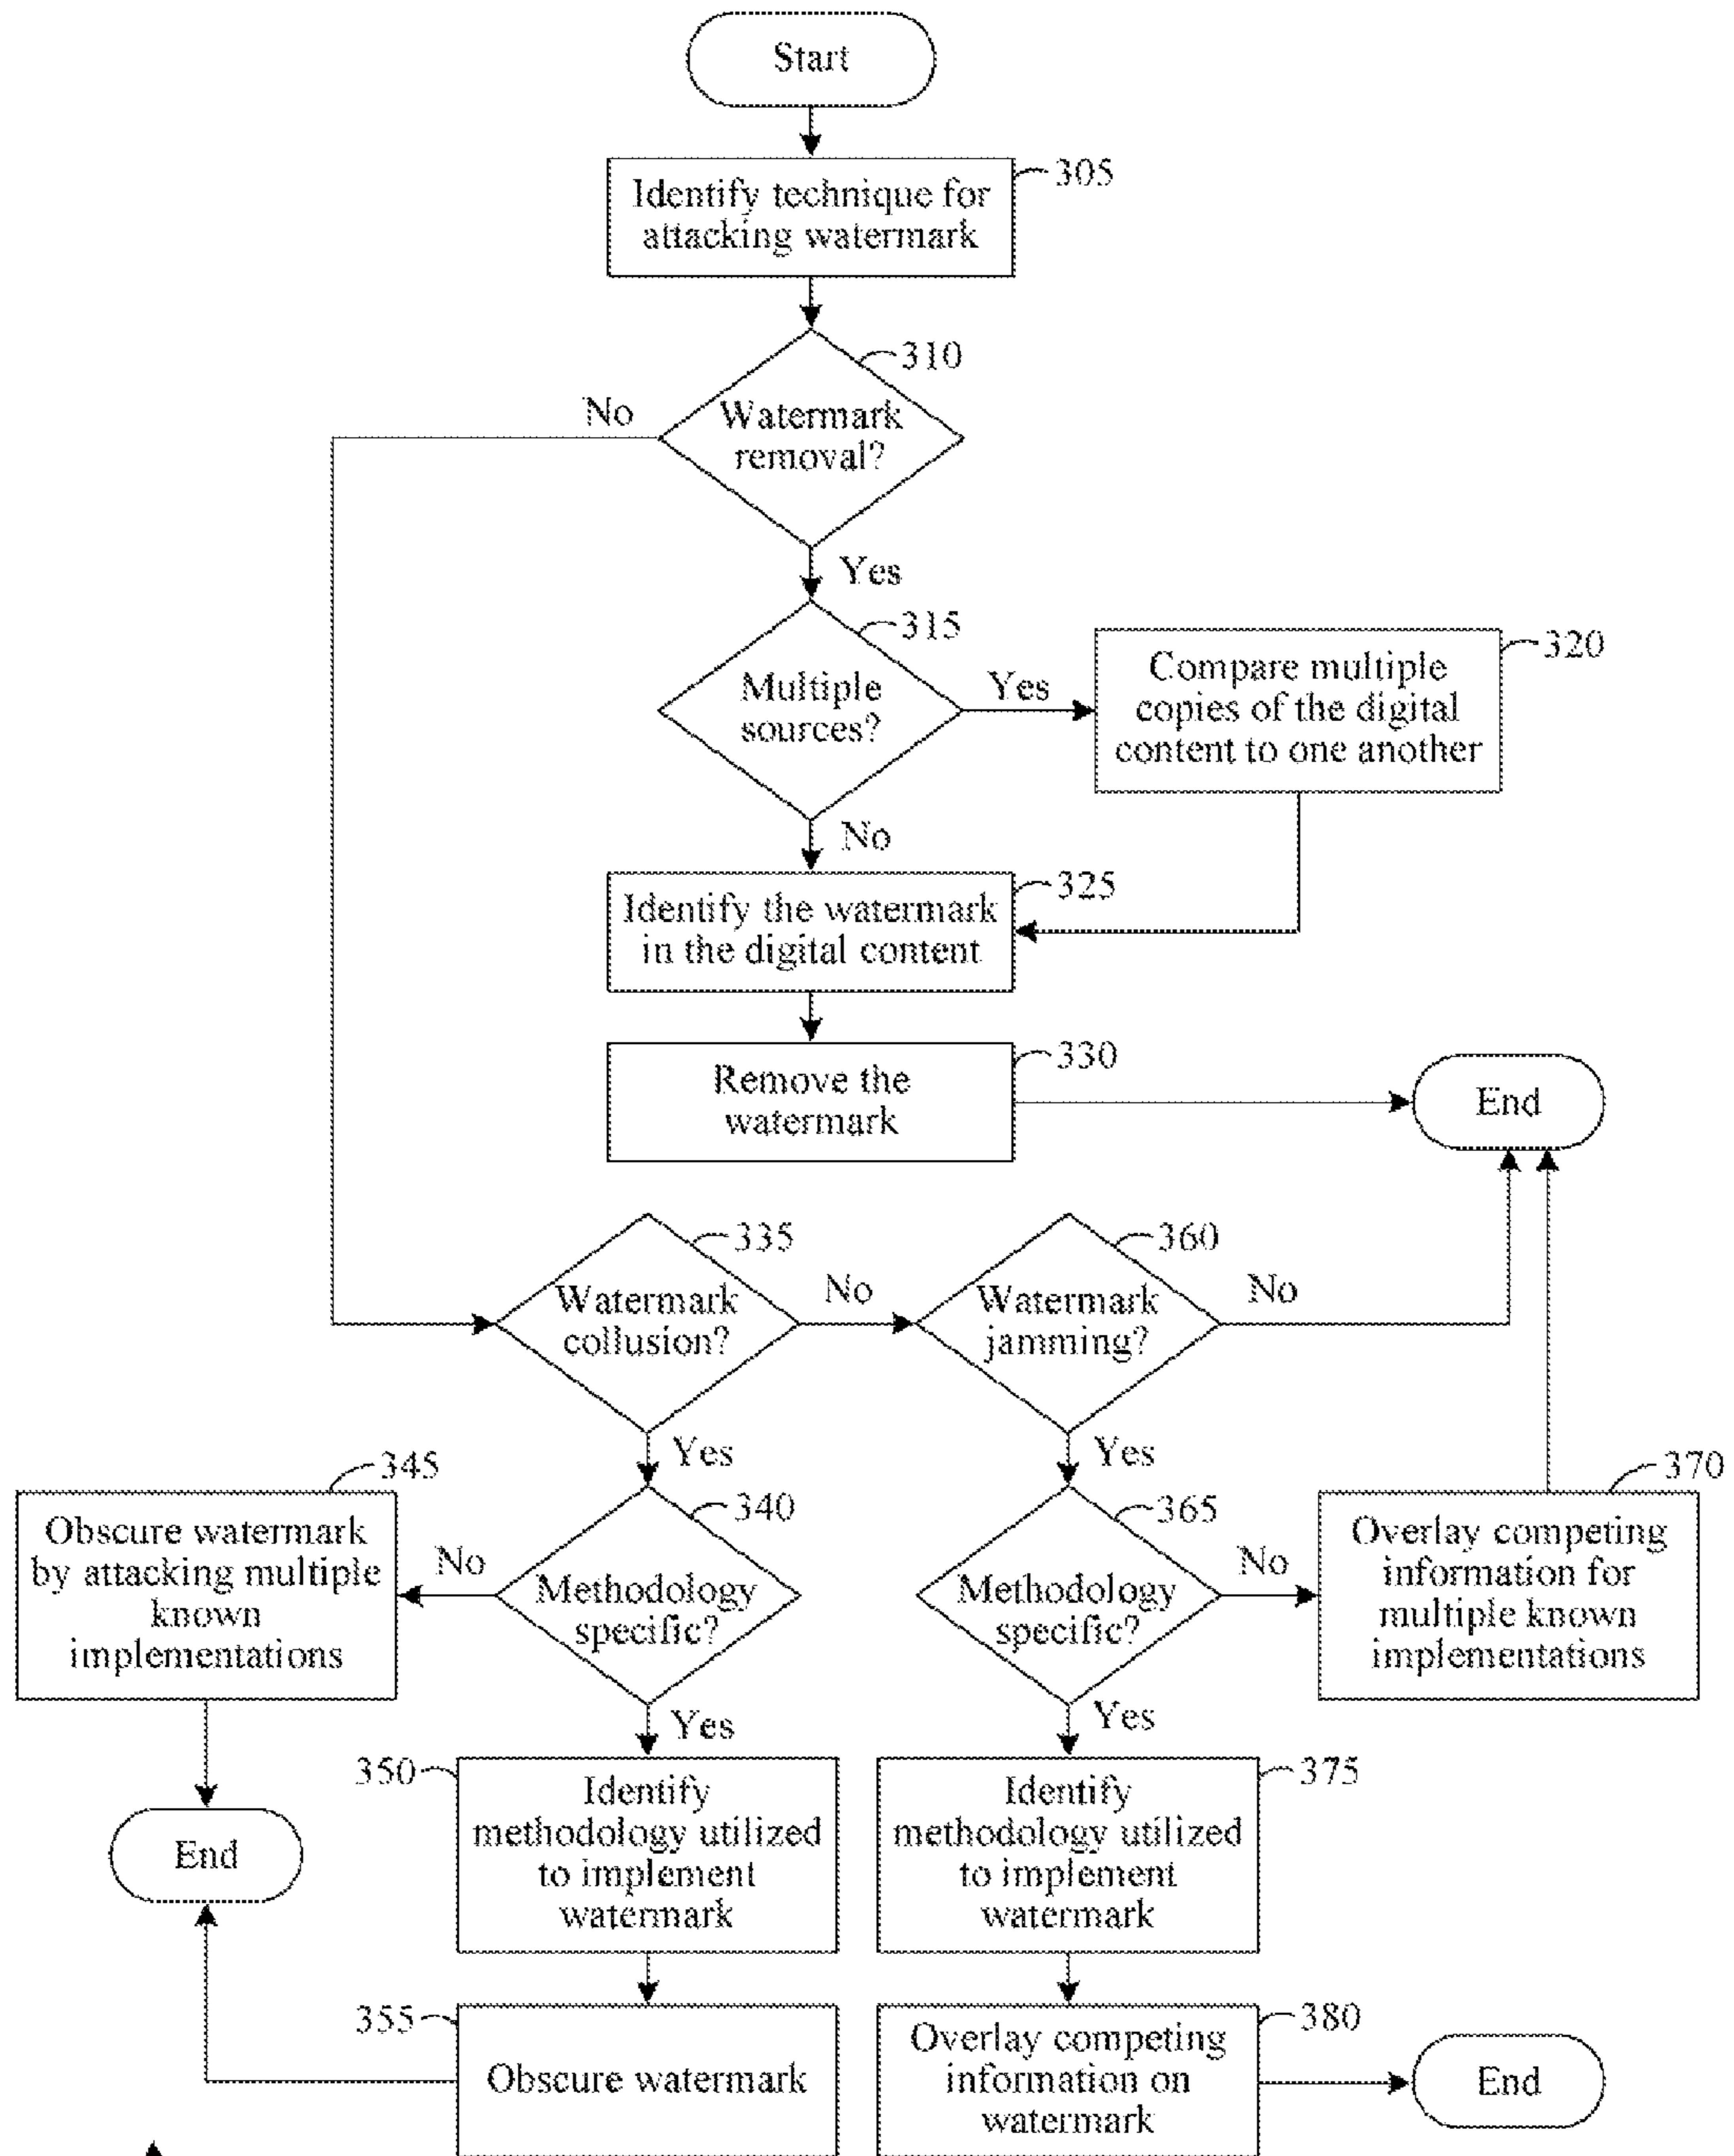 Start
305
Identify technique for
attacking watermark
310
No
Watermark
removal?
Yes
315
320
Multiple
sources?
Yes
Compare multiple
copies of the digital
content to one another
No
325
Identify the watermark
in the digital content
330
Remove the
watermark
End
335
360
Watermark
collusion?
No
Watermark
jamming?
No
Yes
Yes
345
340
365
370
Obscure watermark
by attacking multiple
known
implementations
No
Methodology
specific?
Methodology
specific?
No
Overlay competing
information for
multiple known
implementations
Yes
Yes
350
375
Identify
methodology utilized
to implement
watermark
Identify
methodology utilized
to implement
watermark
End
355
380
Obscure watermark
Overlay competing
information on
watermark
End